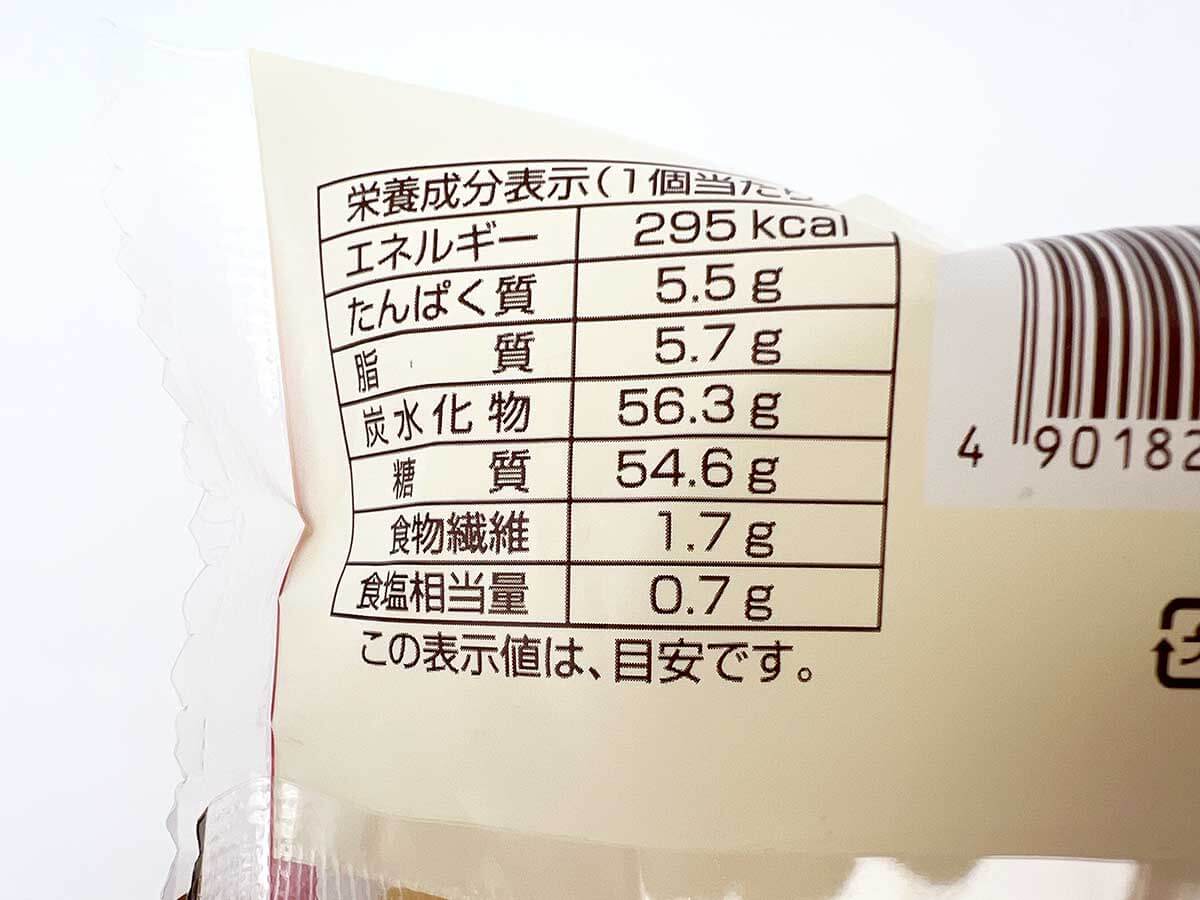 栄養成分表示(1個当たり
エネルギー 295 kcal
たんぱく質 5.5 g
脂質 5.7 g
炭水化物 56.3 g
糖質 54.6 g
食物繊維 1.7 g
食塩相当量 0.7 g
この表示値は、目安です。
4 90182